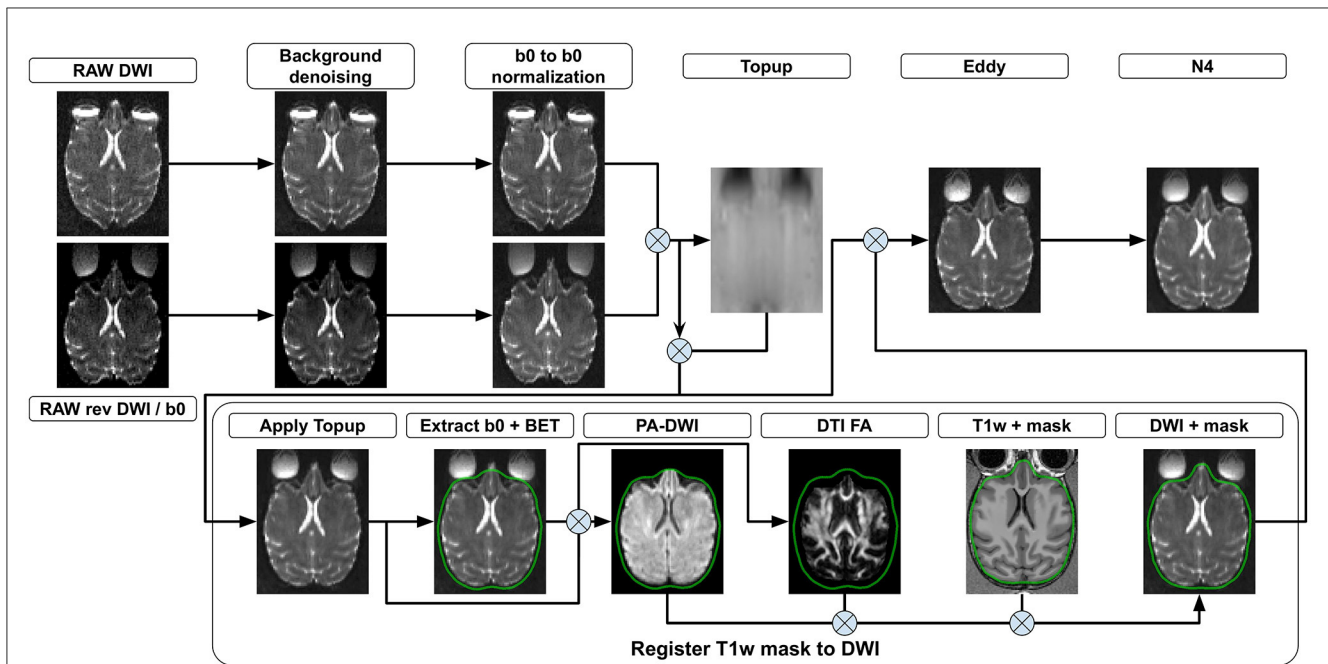 RAW DWI
Background
denoising
b0 to b0
normalization
Topup
Eddy
N4
RAW rev DWI / b0
Apply Topup
Extract b0 + BET
PA-DWI
DTI FA
T1w + mask
DWI + mask
Register T1w mask to DWI